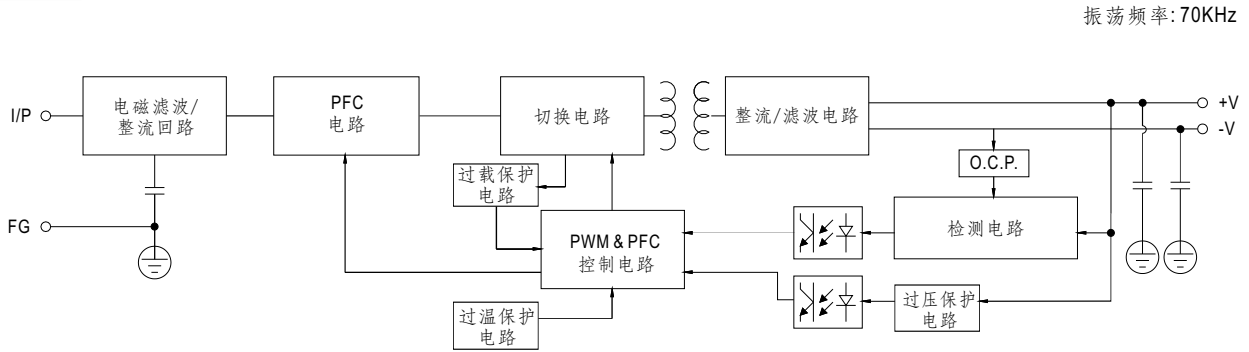 振荡频率: 70KHz
I/P
电磁滤波/
整流回路
PFC
电路
切换电路
整流/滤波电路
+V
-V
O.C.P.
过载保护
电路
FG
PWM & PFC
控制电路
检测电路
过温保护
电路
过压保护
电路